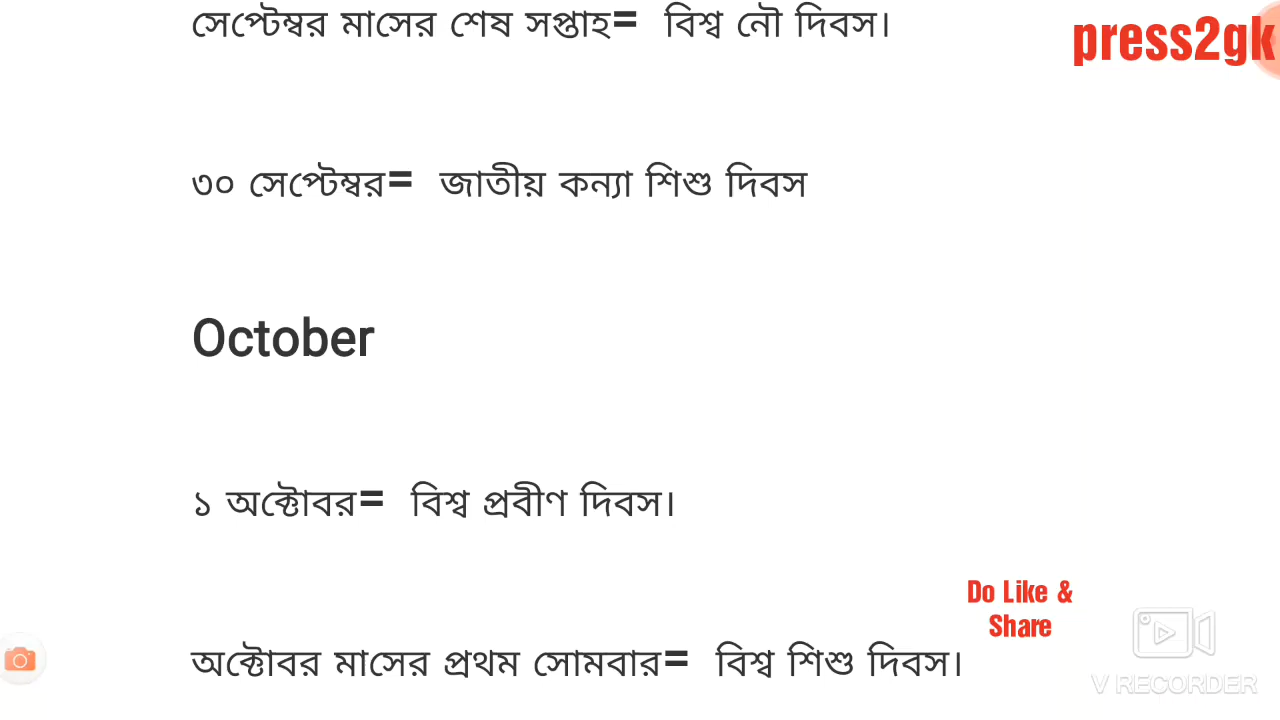 সেপ্টেম্বর মাসের শেষ সপ্তাহ= বিশ্ব নৌ দিবস।
press2gk
৩০ সেপ্টেম্বর= জাতীয় কন্যা শিশু দিবস
October
১ অক্টোবর= বিশ্ব প্রবীণ দিবস।
Do Like &
Share
অক্টোবর মাসের প্রথম সোমবার= বিশ্ব শিশু দিবস।
V RECORDER